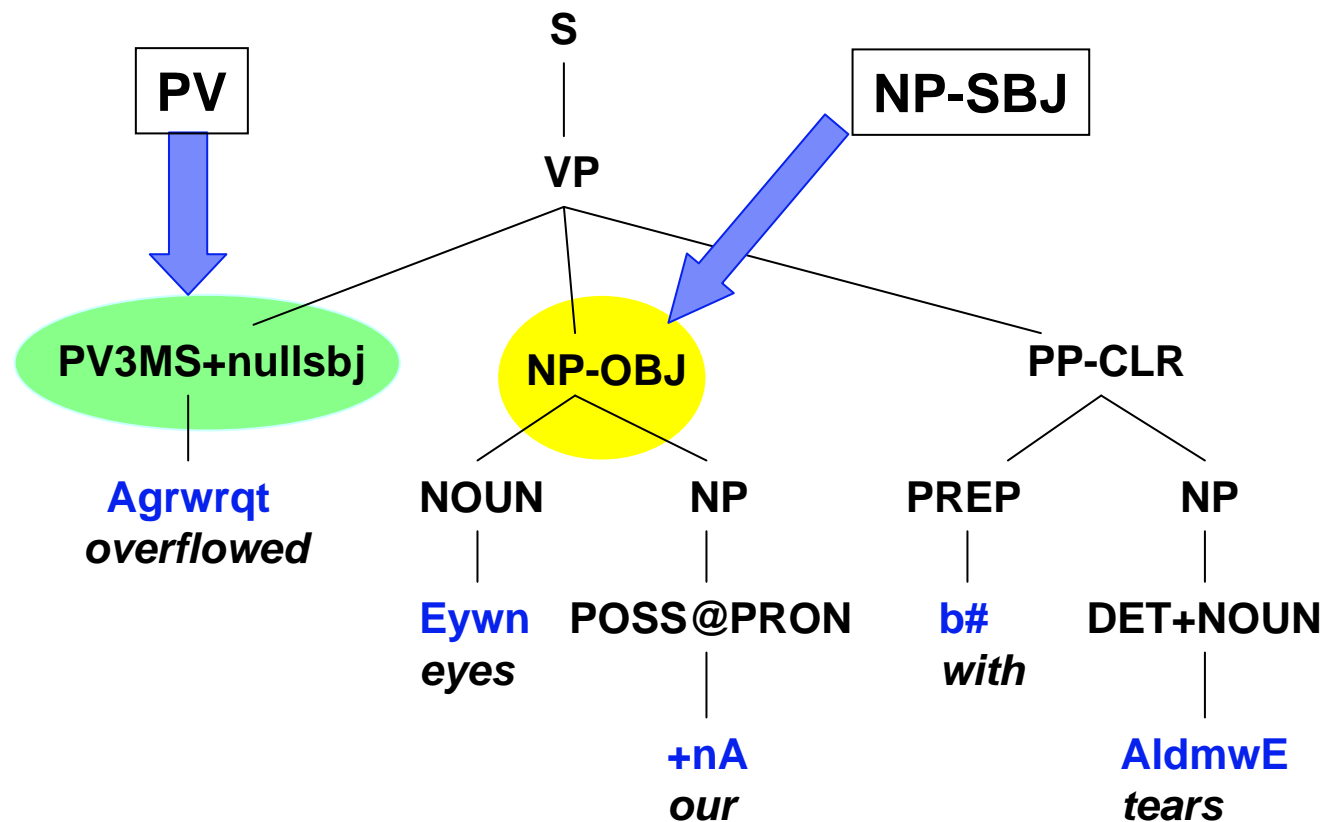 S
PV
NP-SBJ
VP
PV3MS+nullsbj
NP-OBJ
PP-CLR
Agrwrqt
overflowed
NOUN
NP
PREP
NP
Eywn
eyes
POSS@PRON
b#
with
DET+NOUN
+nA
our
AldmwE
tears